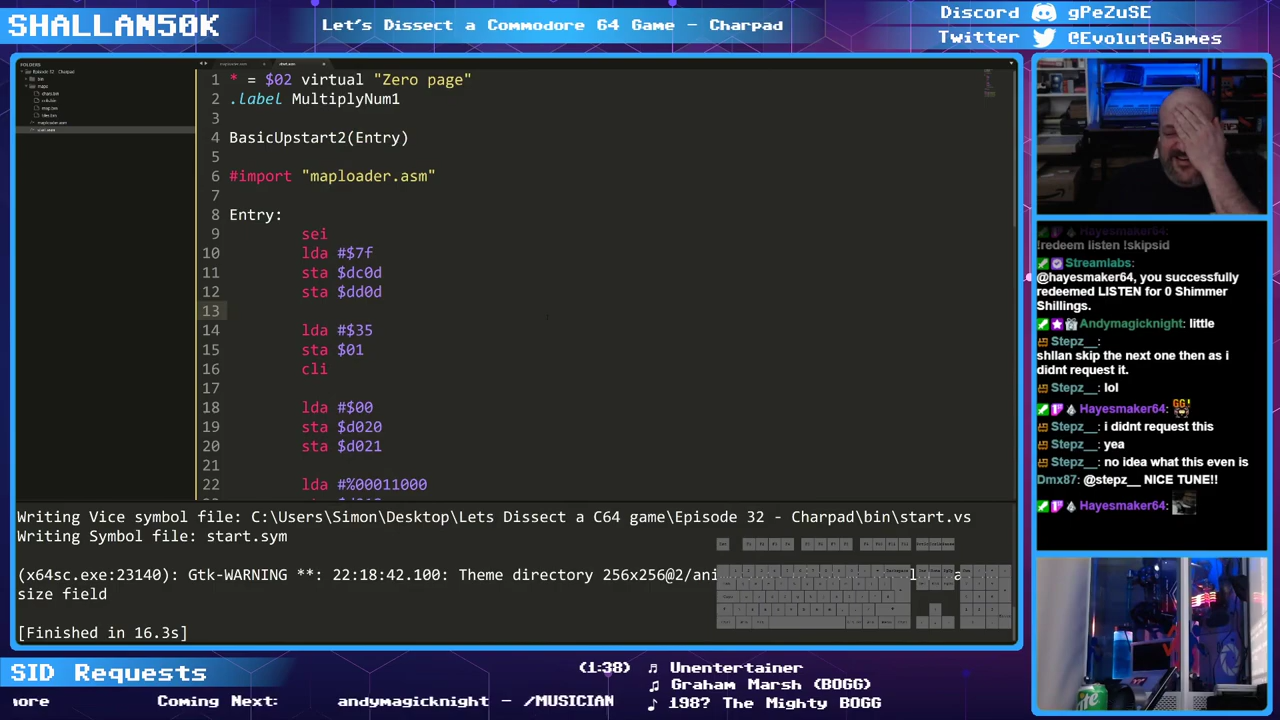 SHALLAN50K
Let's Dissect a Commodore 64 Game - Charpad
Discord gPeZuSE
Twitter @EvoluteGames
FOLDERS
1 * = $02 virtual "Zero page"
2 .label MultiplyNum1
3
4 BasicUpstart2(Entry)
5
6 #import "maploader.asm"
7
8 Entry:
9 sei
10 lda #$7f
11 sta $dc0d
12 sta $dd0d
13
14 lda #$35
15 sta $01
16 cli
17
18 lda #$00
19 sta $d020
20 sta $d021
21
22 lda #%00011000
Writing Vice symbol file: C:\Users\Simon\Desktop\Lets Dissect a C64 game\Episode 32 - Charpad\bin\start.vs
Writing Symbol file: start.sym
(x64sc.exe:23140): Gtk-WARNING **: 22:18:42.100: Theme directory 256x256@2/ani
size field
[Finished in 16.3s]
Hayesmaker64:
!redeem listen !skipsid
Streamlabs:
@hayesmaker64, you successfully
redeemed LISTEN for 0 Shimmer
Shillings.
Andymagicknight: little
Stepz__:
shllan skip the next one then as i
didnt request it.
Stepz__: lol
Hayesmaker64: GG!
Stepz__: i didnt request this
Stepz__: yea
Stepz__: no idea what this even is
Dmx87: @stepz__ NICE TUNE!!
Hayesmaker64:
SID Requests
(1:38) Unentertainer
Graham Marsh (BOGG)
198? The Mighty BOGG
more Coming Next: andymagicknight - /MUSICIAN